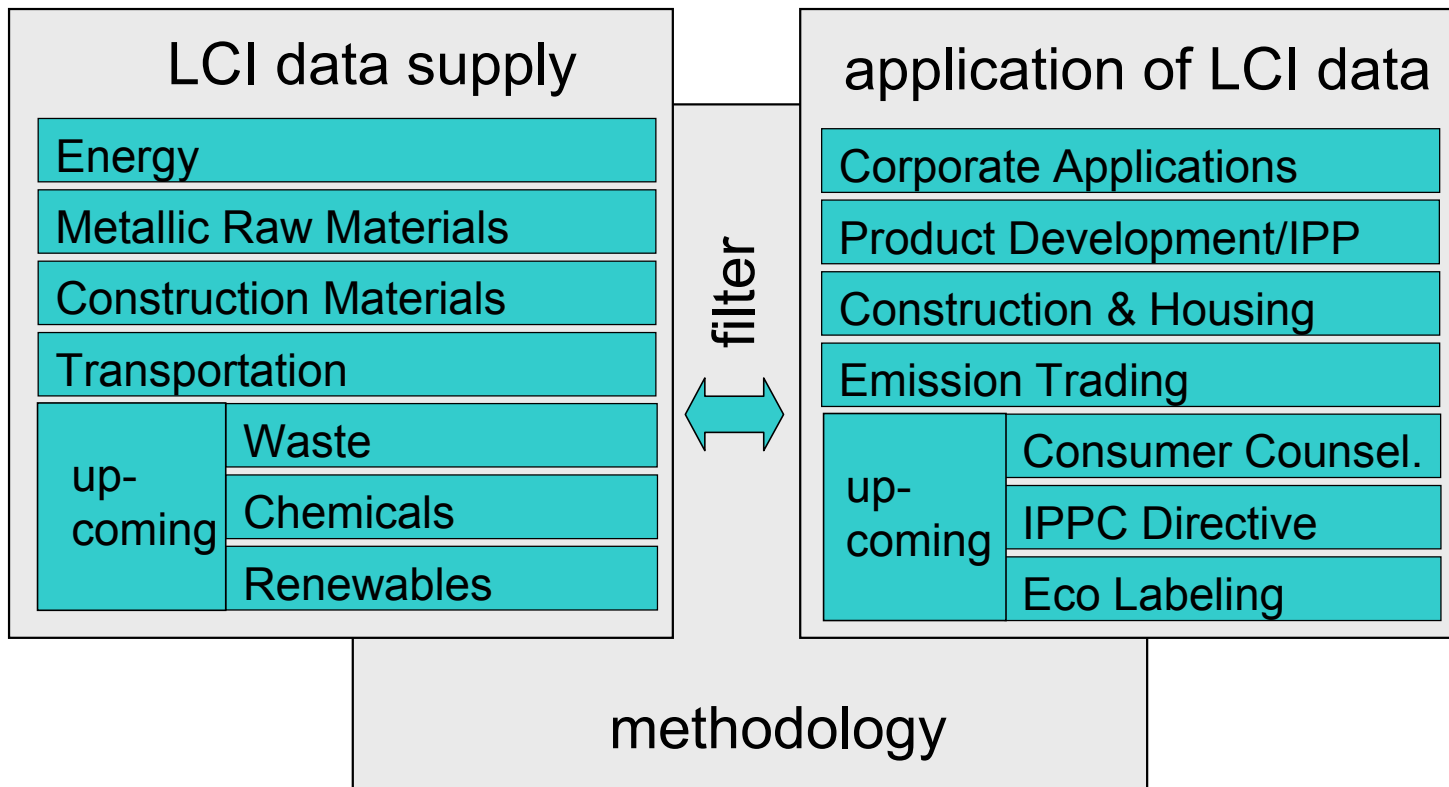 LCI data supply
Energy
Metallic Raw Materials
Construction Materials
Transportation
up-
coming
Waste
Chemicals
Renewables
filter
application of LCI data
Corporate Applications
Product Development/IPP
Construction & Housing
Emission Trading
up-
coming
Consumer Counsel.
IPPC Directive
Eco Labeling
methodology